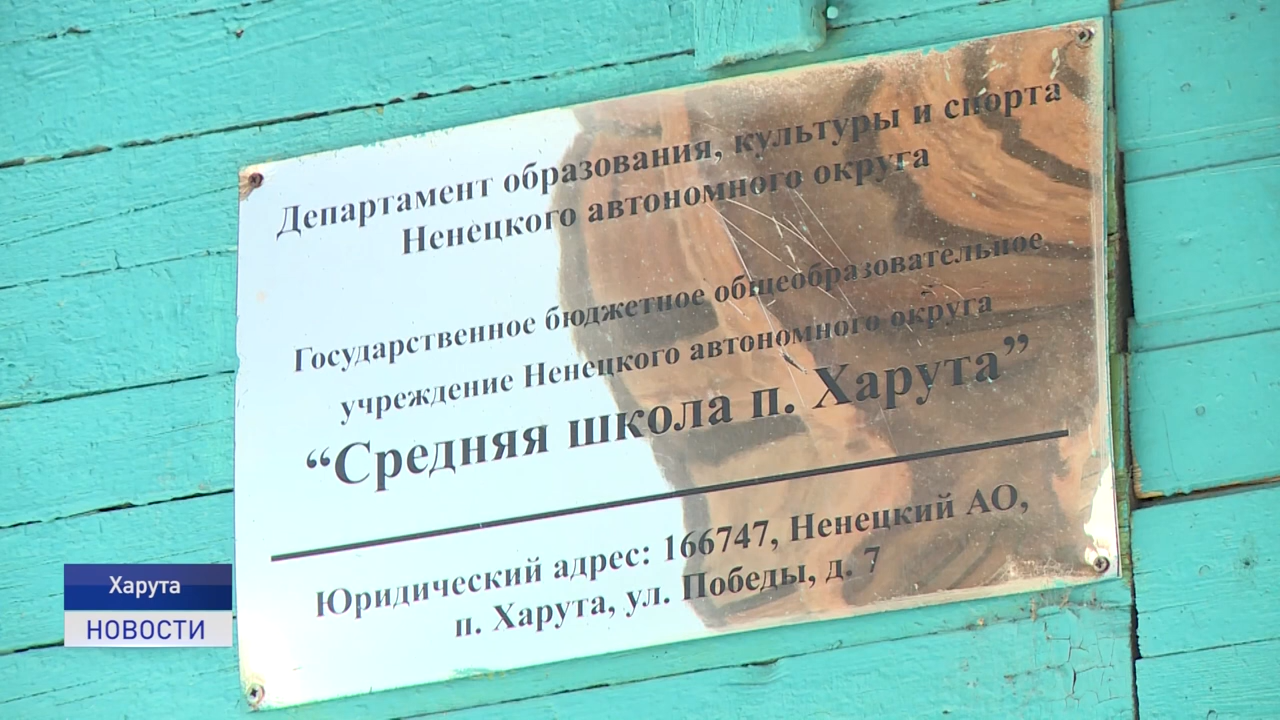 Департамент образования, культуры и спорта
Ненецкого автономного округа
Государственное бюджетное общеобразовательное
учреждение Ненецкого автономного округа
“Средняя школа п. Харута”
Юридический адрес: 166747, Ненецкий АО,
п. Харута, ул. Победы, д. 7
Харута
НОВОСТИ